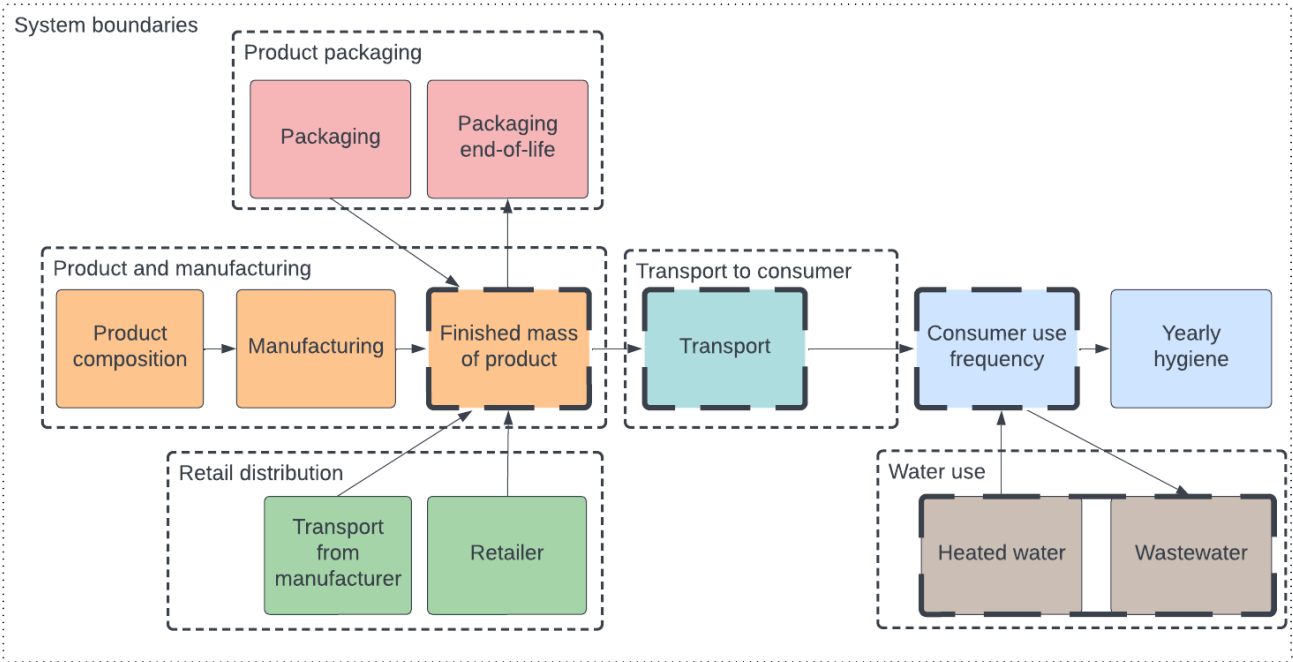 System boundaries
Product packaging
Packaging
Packaging
end-of-life
Product and manufacturing
Product
composition
Manufacturing
Finished mass
of product
Transport to consumer
Transport
Consumer use
frequency
Yearly
hygiene
Retail distribution
Transport
from
manufacturer
Retailer
Water use
Heated water
Wastewater